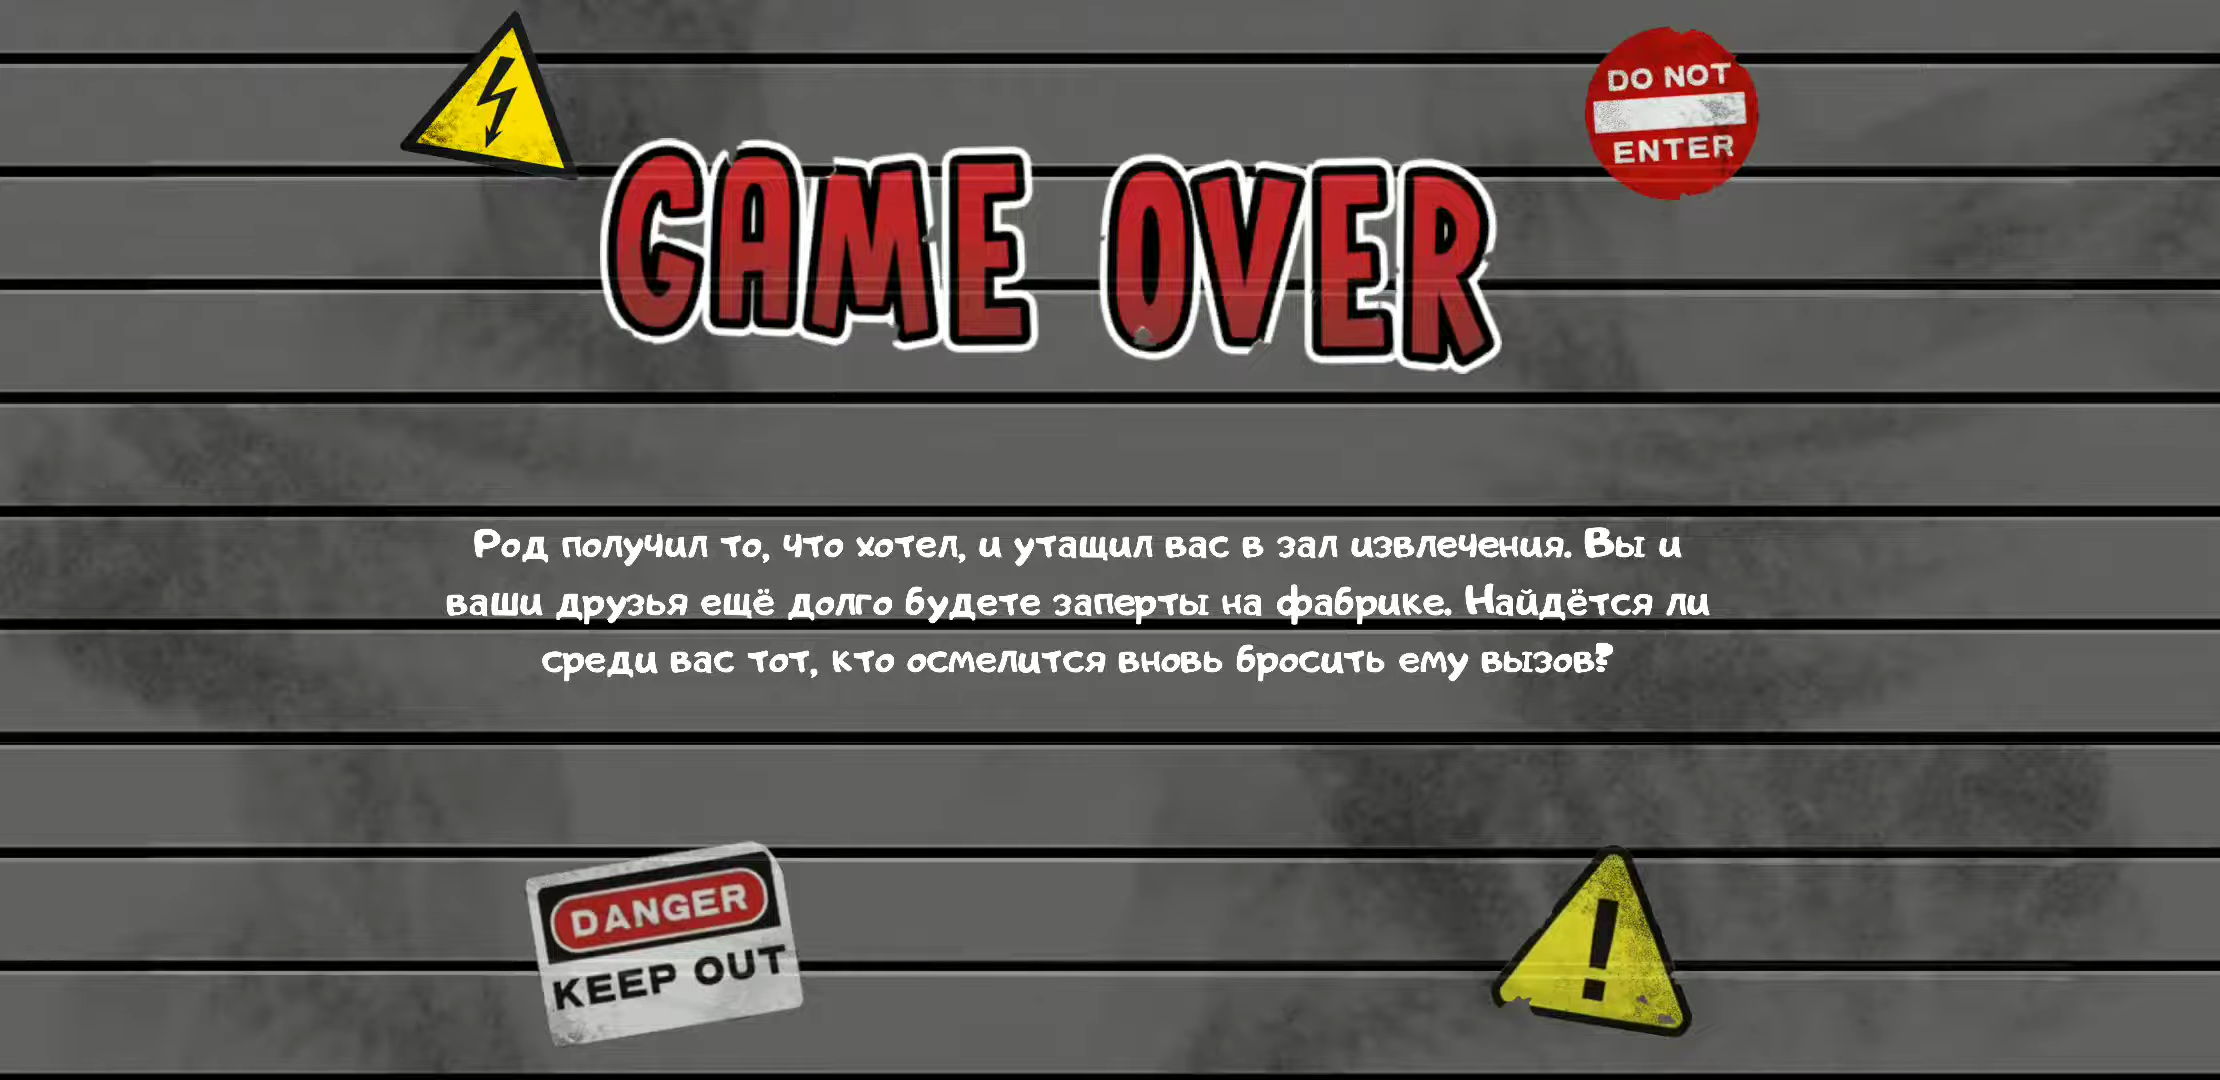 DO NOT
ENTER
GAME OVER
Род получил то, что хотел, и утащил вас в зал извлечения. Вы и
ваши друзья ещё долго будете заперты на фабрике. Найдётся ли
среди вас тот, кто осмелится вновь бросить ему вызов?
DANGER
KEEP OUT
!